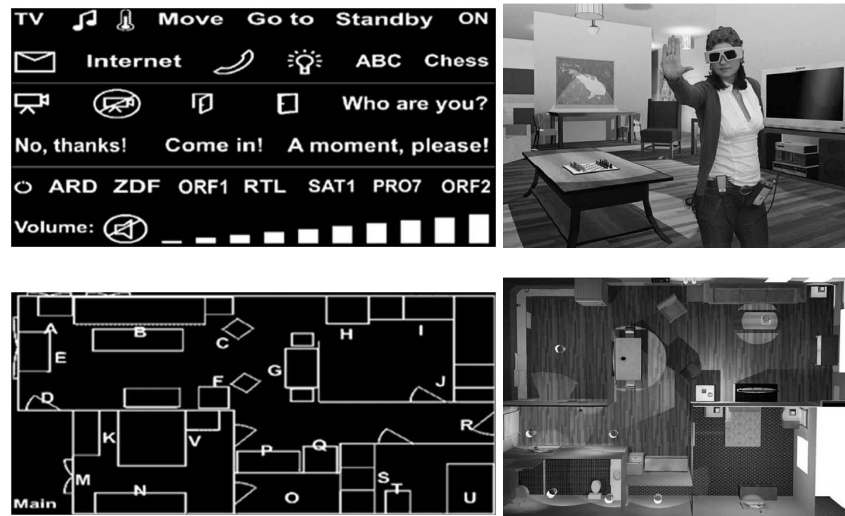 TV Move Go to Standby ON
Internet ABC Chess
Who are you?
No, thanks! Come in! A moment, please!
ARD ZDF ORF1 RTL SAT1 PRO7 ORF2
Volume:
A B C H I
E
G
F J
D
K V R
P Q
M S
N O T U
Main